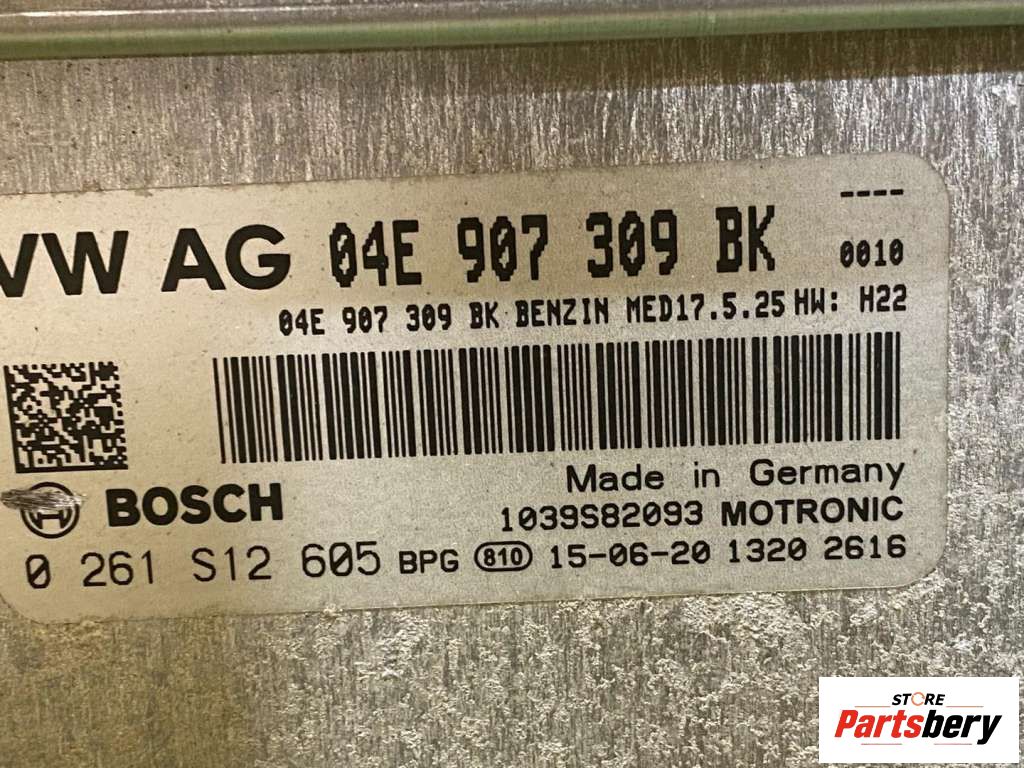 ----
VW AG 04E 907 309 BK 0010
04E 907 309 BK BENZIN MED17.5.25 HW: H22
Made in Germany
BOSCH
1039S82093 MOTRONIC
0 261 S12 605 BPG 810 15-06-20 1320 2616
STORE
Partsbery